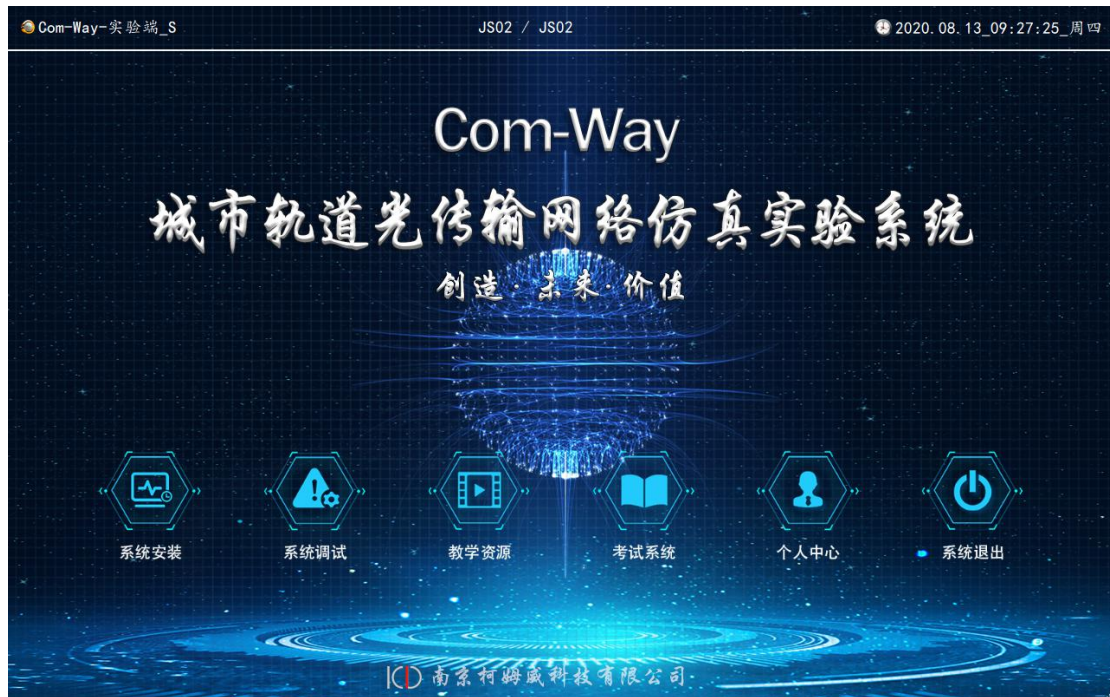 Com-Way-实验端_S
JS02 / JS02
2020.08.13_09:27:25_周四
Com-Way
城市轨道光传输网络仿真实验系统
创造·未来·价值
系统安装
系统调试
教学资源
考试系统
个人中心
系统退出
南京柯姆威科技有限公司